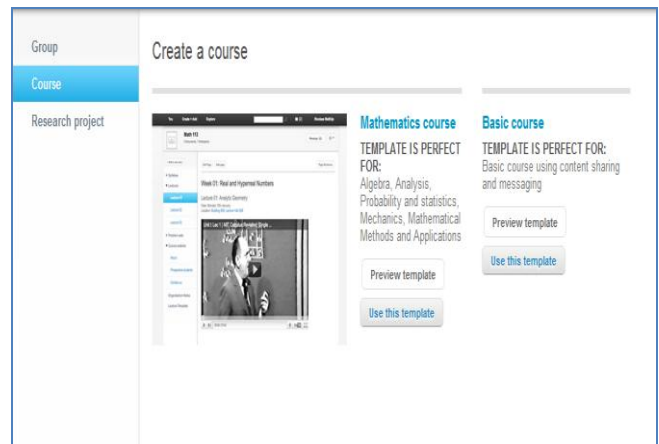 Group
Course
Research project
Create a course
Math 113
Week 01: Real and Hyperreal Numbers
Lecture 01: Analytic Geometry
Mathematics course
TEMPLATE IS PERFECT
FOR:
Algebra, Analysis,
Probability and statistics,
Mechanics, Mathematical
Methods and Applications
Preview template
Use this template
Basic course
TEMPLATE IS PERFECT FOR:
Basic course using content sharing
and messaging
Preview template
Use this template